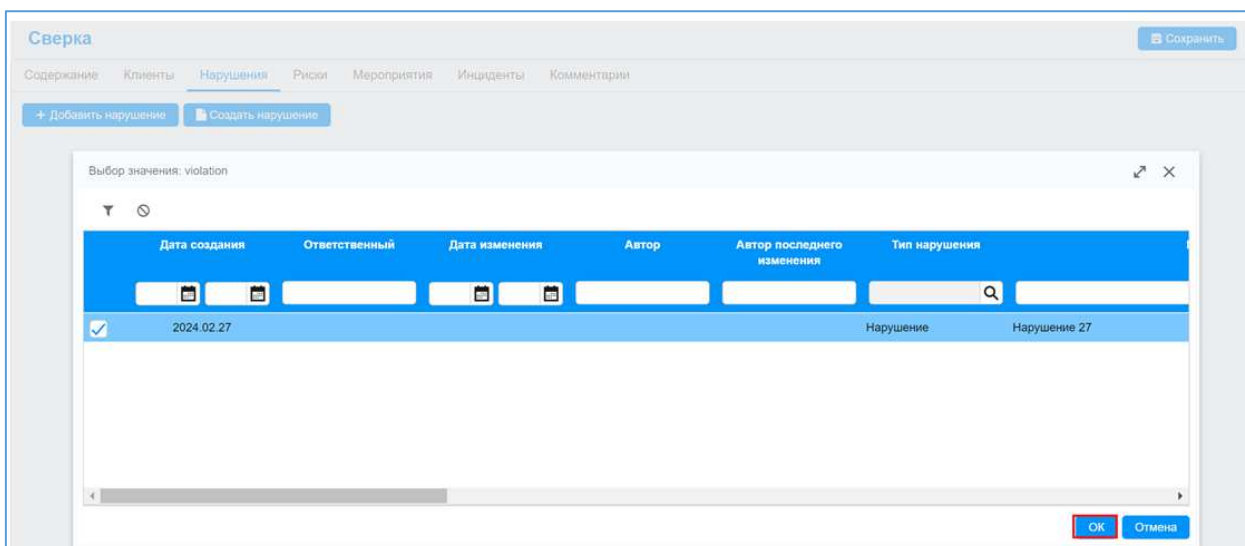 Сверка
Сохранить
Содержание Клиенты Нарушения Риски Мероприятия Инциденты Комментарии
+ Добавить нарушение Создать нарушение
Выбор значения: violation
Дата создания Ответственный Дата изменения Автор Автор последнего Тип нарушения
изменения
2024.02.27 Нарушение Нарушение 27
ОК Отмена